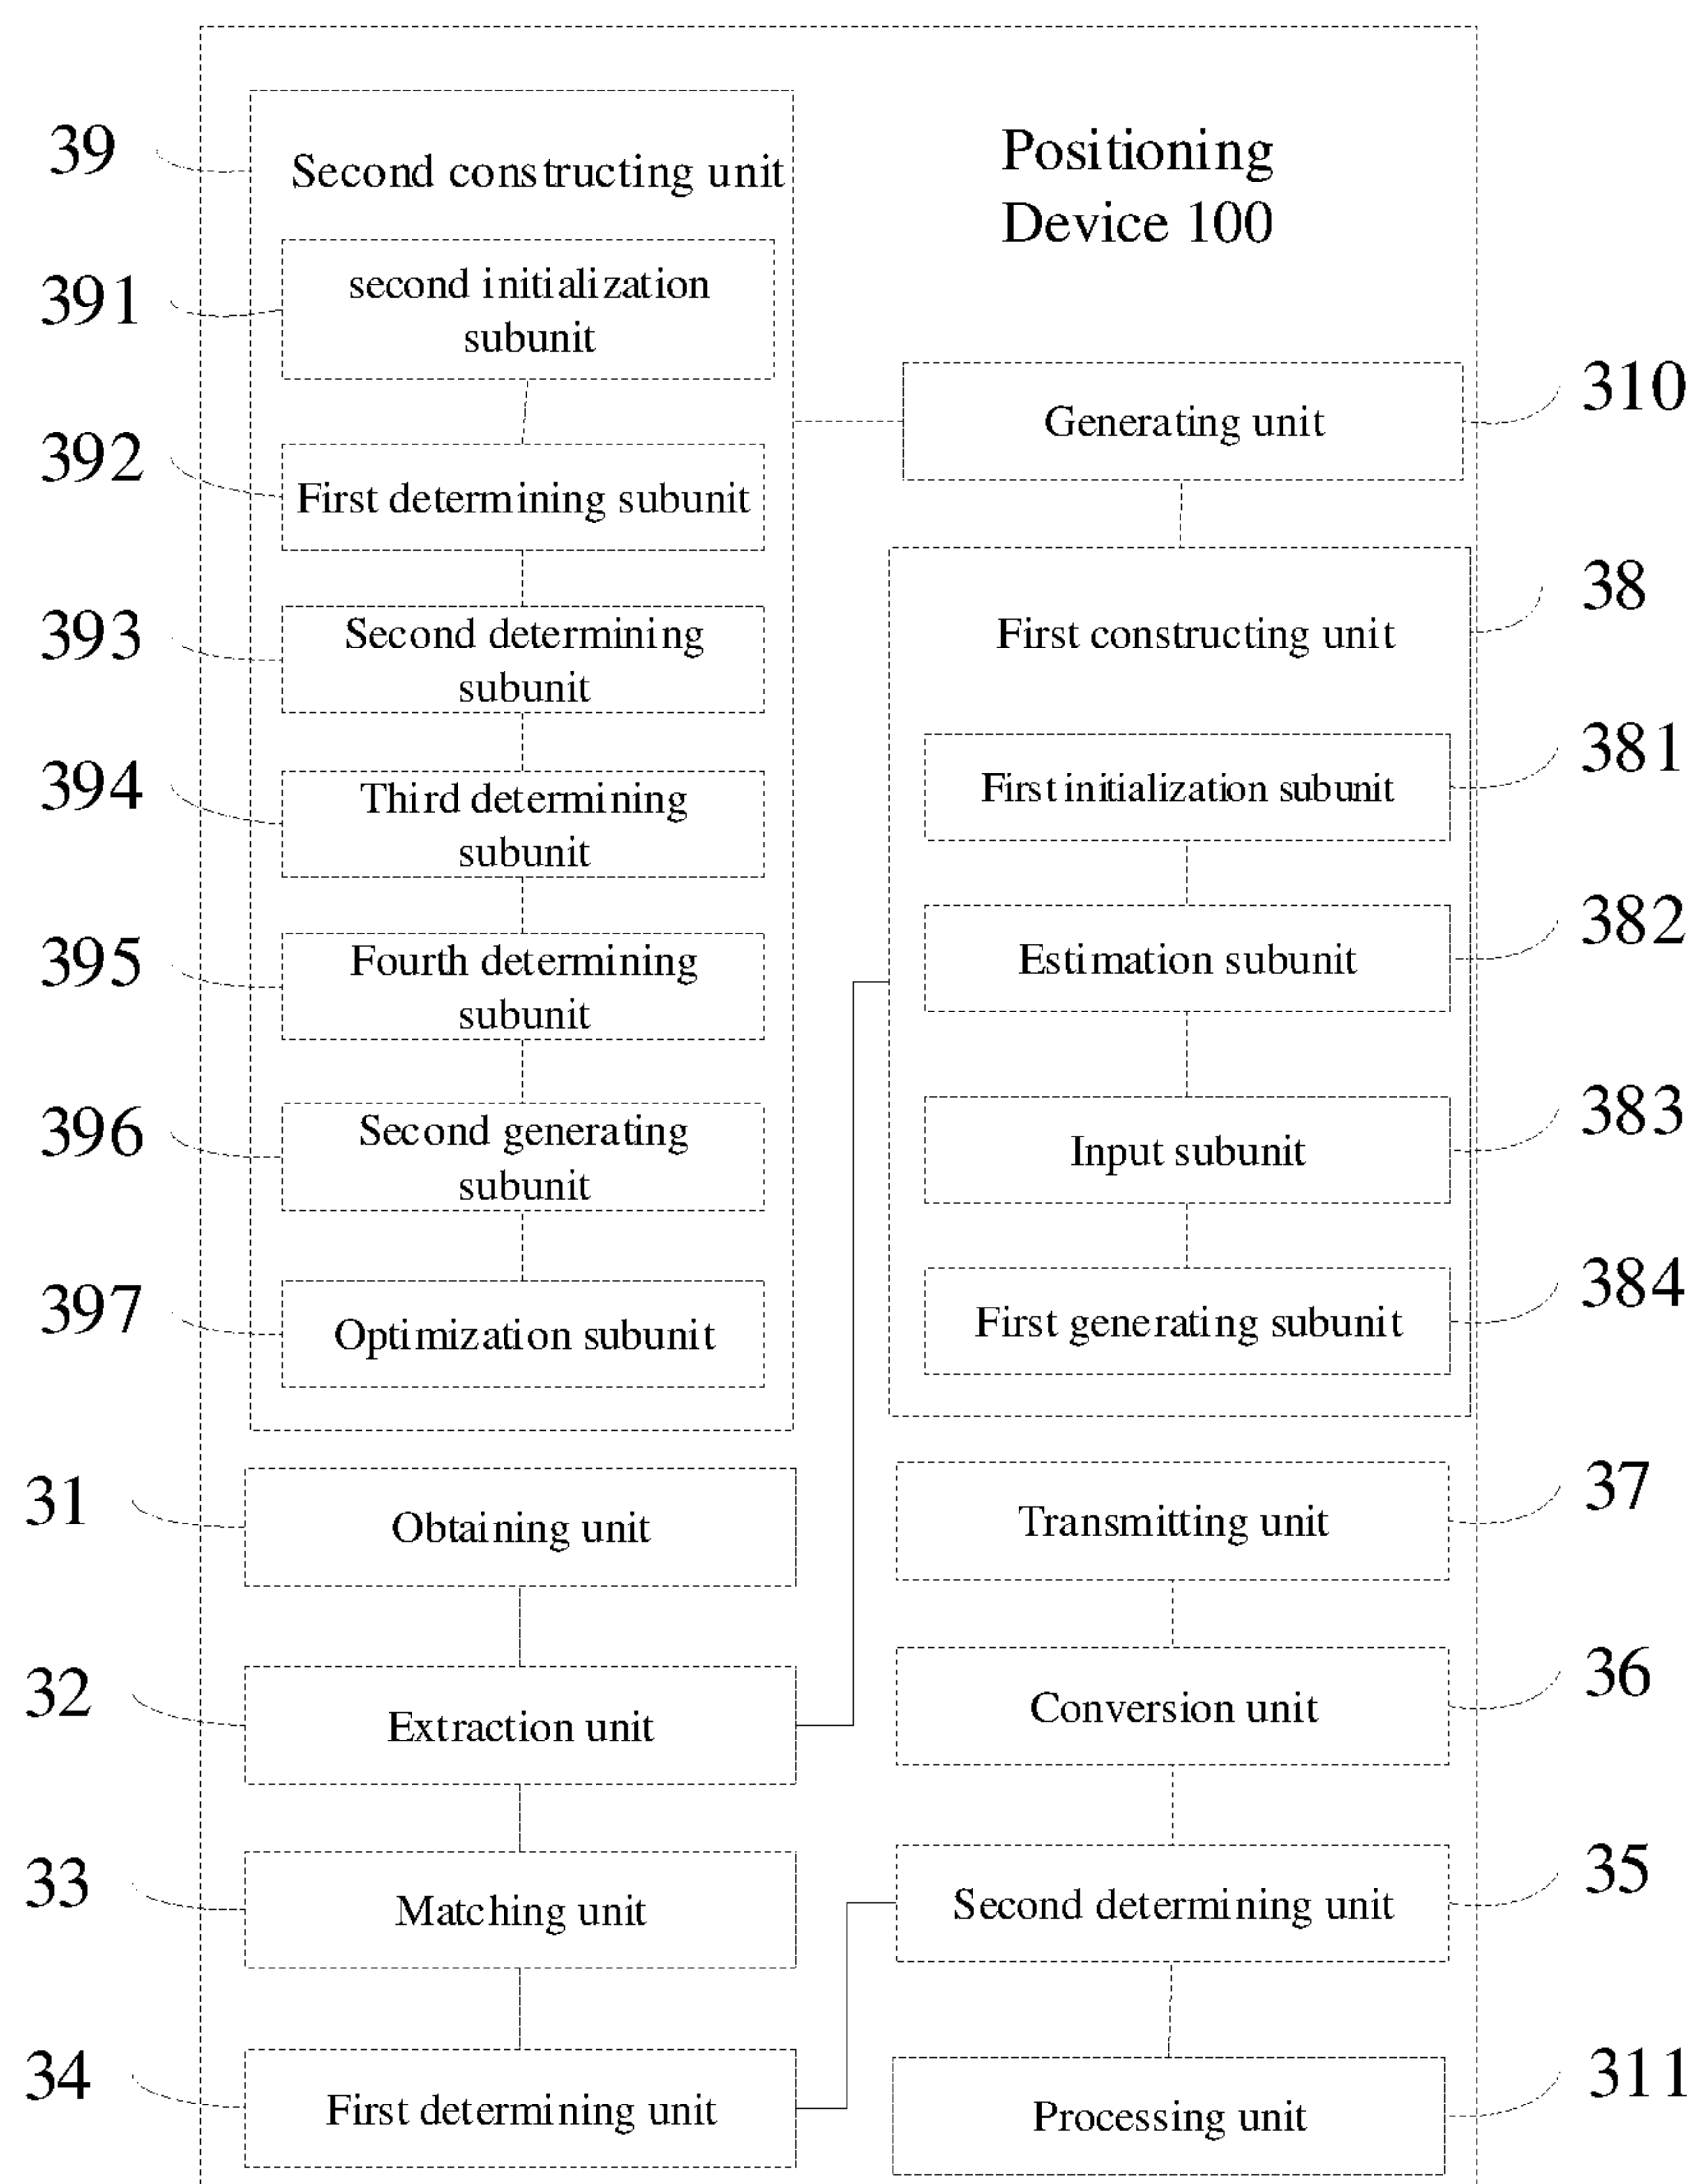 39
Second constructing unit
Positioning
Device 100
391
second initialization
subunit
310
Generating unit
392
First determining subunit
38
First constructing unit
393
Second determining
subunit
381
First initialization subunit
394
Third determining
subunit
382
Estimation subunit
395
Fourth determining
subunit
383
Input subunit
396
Second generating
subunit
384
First generating subunit
397
Optimization subunit
31
Obtaining unit
37
Transmitting unit
32
Extraction unit
36
Conversion unit
33
Matching unit
35
Second determining unit
34
First determining unit
311
Processing unit